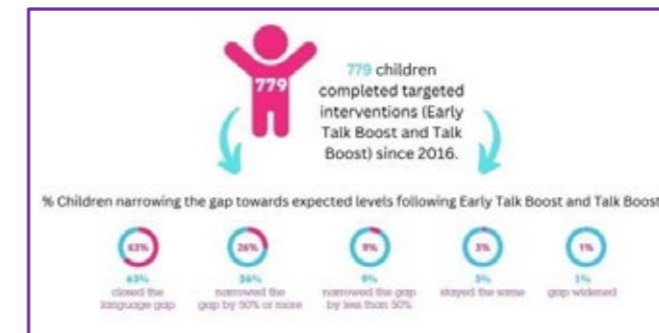 779
779 children
completed targeted
interventions (Early
Talk Boost and Talk
Boost) since 2016.
% Children narrowing the gap towards expected levels following Early Talk Boost and Talk Boost
63%
26%
9%
3%
1%
63%
closed the
language gap
26%
narrowed the
gap by 50% or more
9%
narrowed the gap
by less than 50%
3%
stayed the same
1%
gap widened